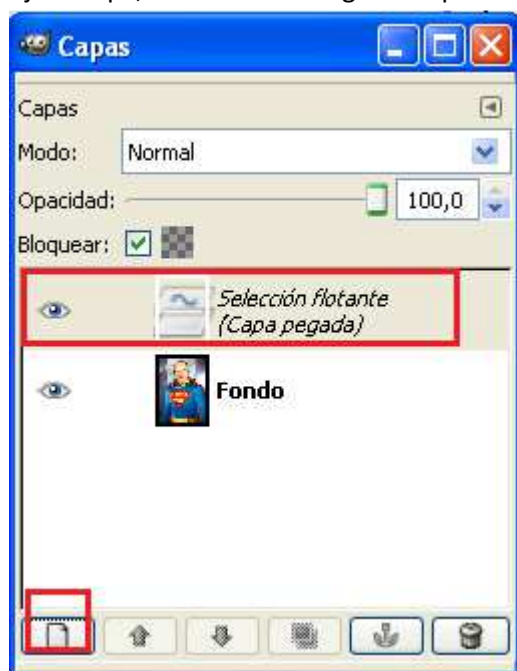 Capas
Capas
Modo: Normal
Opacidad: 100,0
Bloquear:
Selección flotante
(Capa pegada)
Fondo